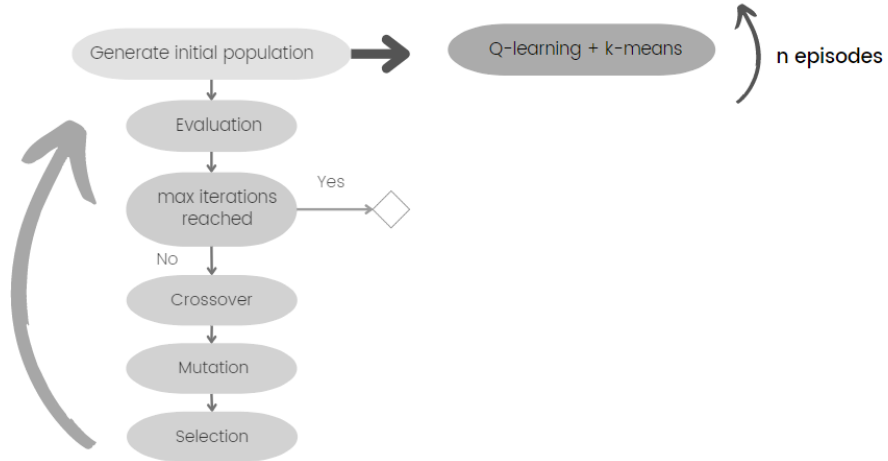 Generate initial population
Q-learning + k-means
n episodes
Evaluation
Yes
max iterations
reached
No
Crossover
Mutation
Selection